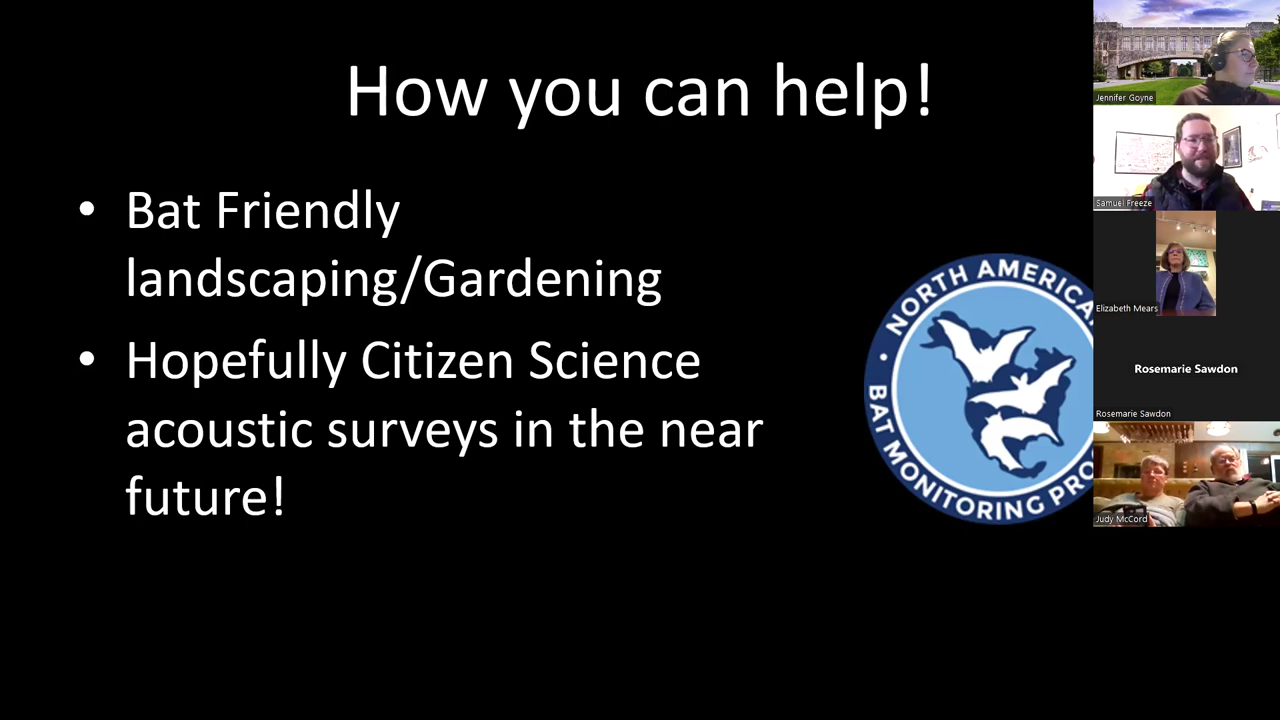 How you can help!
• Bat Friendly
landscaping/Gardening
• Hopefully Citizen Science
acoustic surveys in the near
future!
NORTH AMERICA
• BAT MONITORING PRO
Jennifer Goyne
Samuel Freeze
Elizabeth Mears
Rosemarie Sawdon
Rosemarie Sawdon
Judy McCord